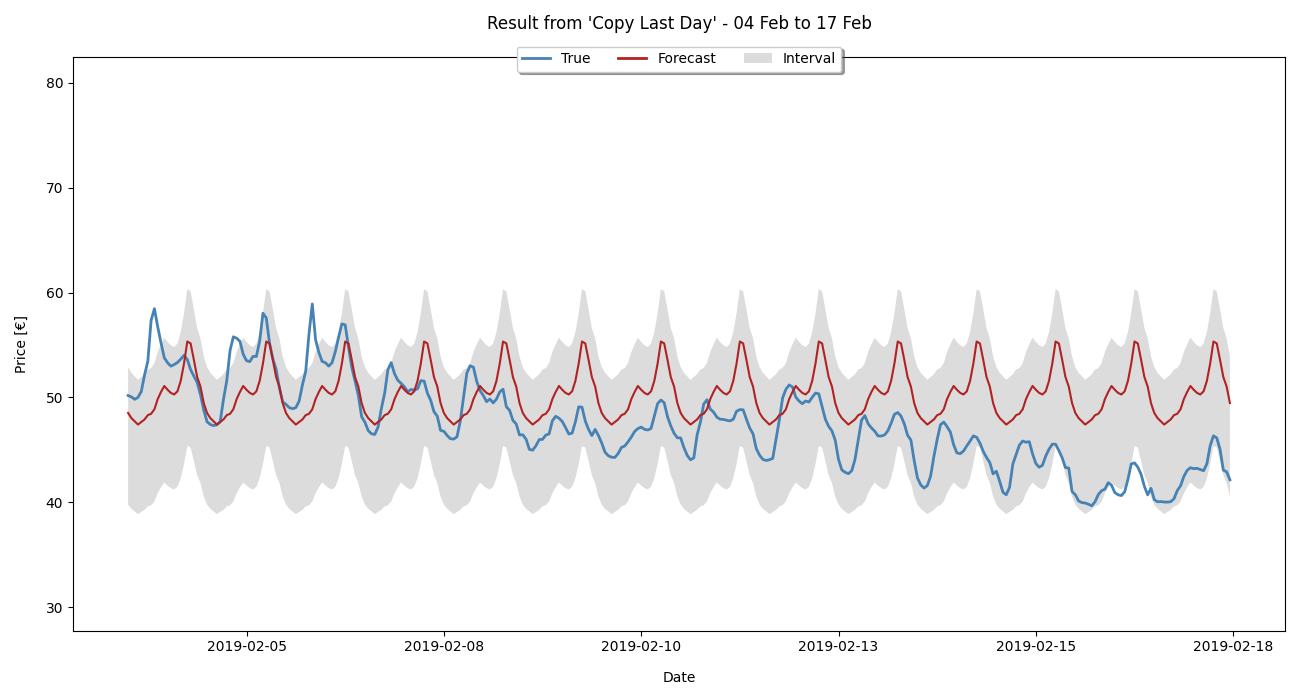 Result from 'Copy Last Day' - 04 Feb to 17 Feb
True Forecast Interval
80
70
60
50
40
30
Price [€]
2019-02-05 2019-02-08 2019-02-10 2019-02-13 2019-02-15 2019-02-18
Date